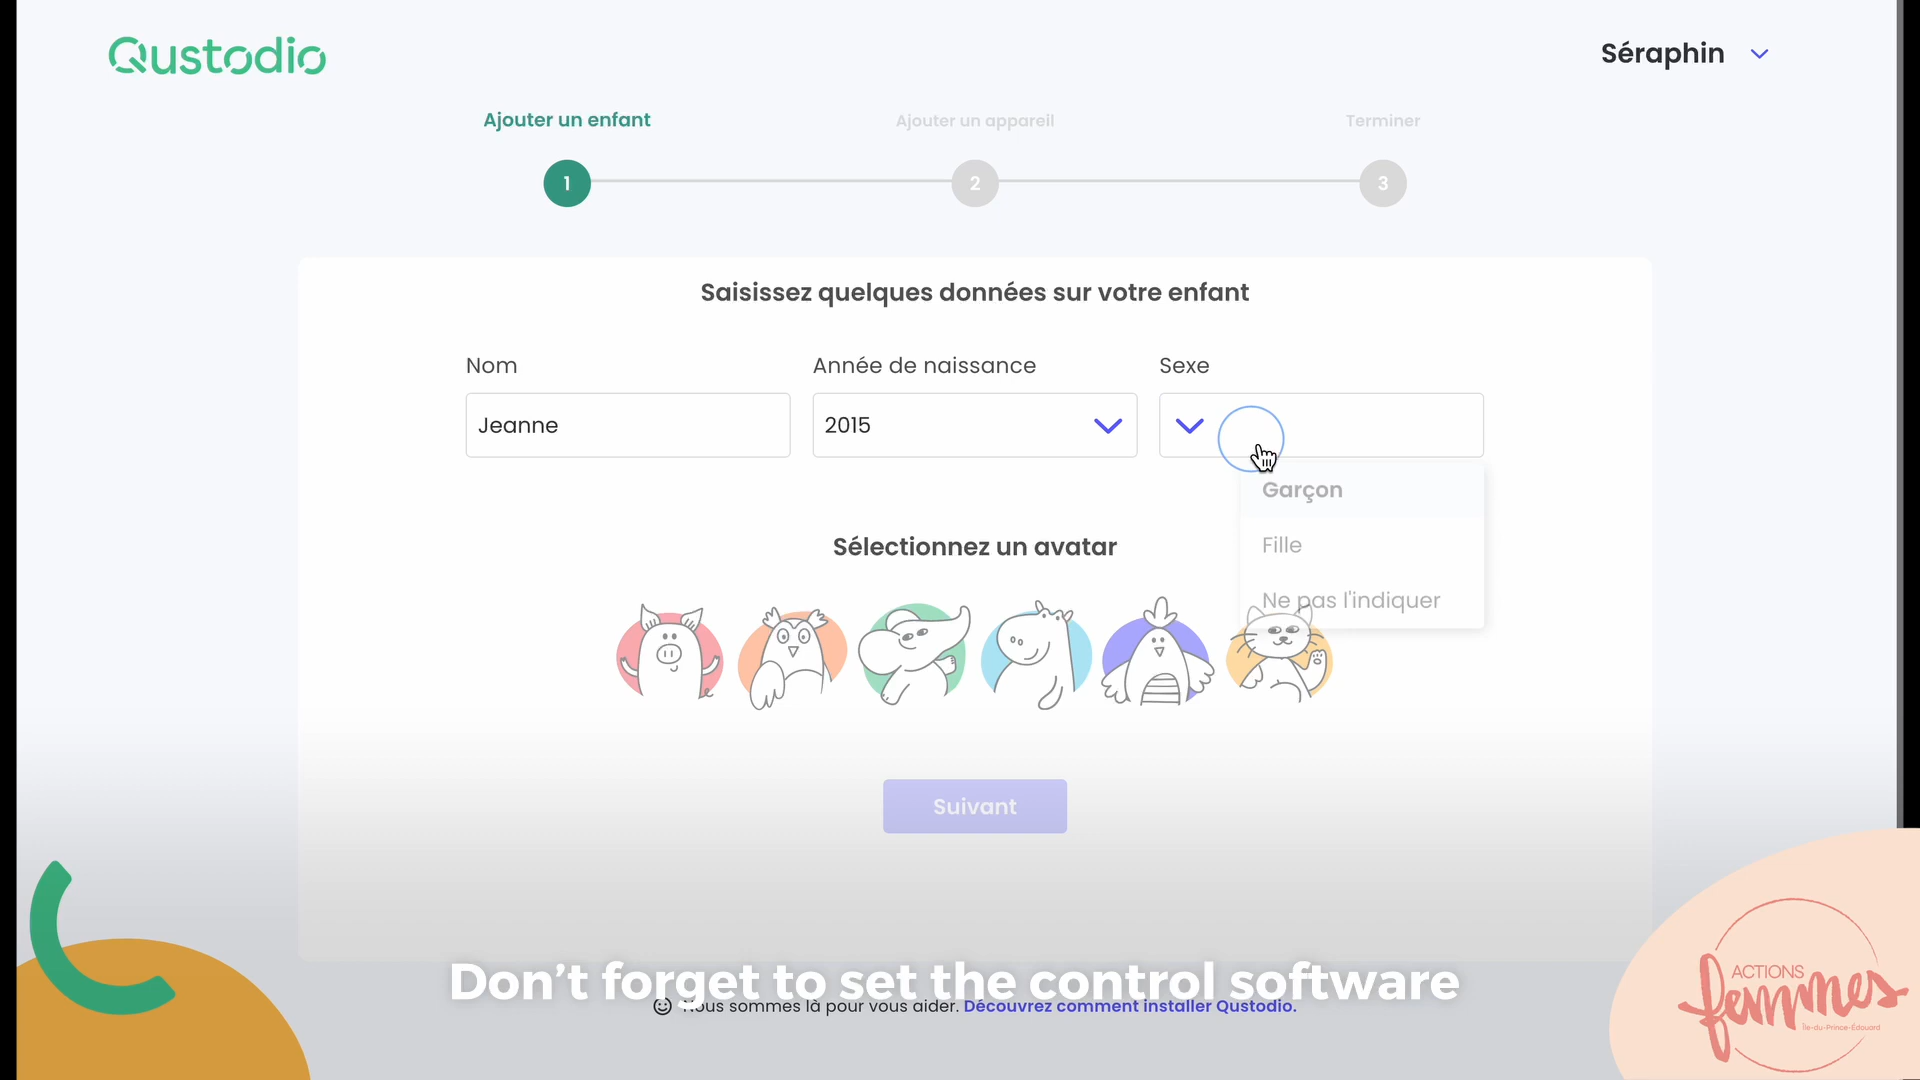 Qustodio
Séraphin
Ajouter un enfant
Ajouter un appareil
Terminer
1
2
3
Saisissez quelques données sur votre enfant
Nom
Année de naissance
Sexe
Jeanne
2015
Garçon
Fille
Ne pas l'indiquer
Sélectionnez un avatar
Suivant
Don't forget to set the control software
Nous sommes là pour vous aider. Découvrez comment installer Qustodio.
ACTIONS
femmes
Île-du-Prince-Édouard